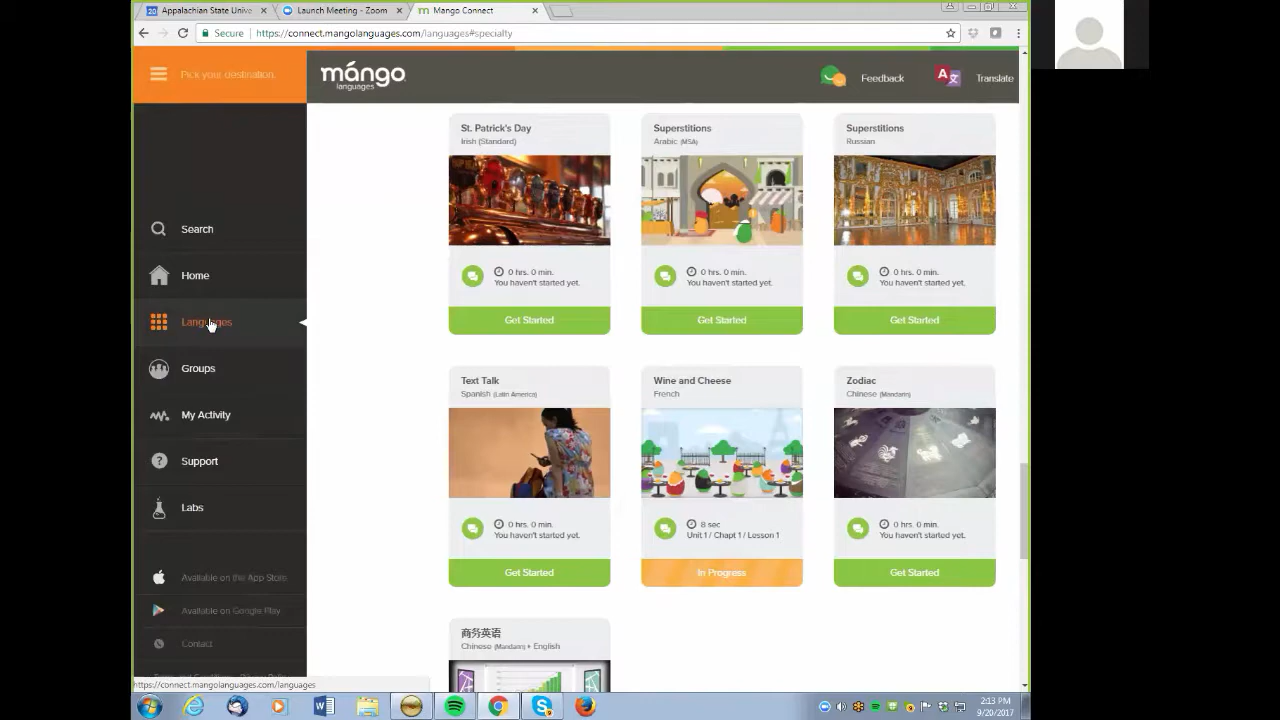 Appalachian State Unive
Launch Meeting - Zoom
Mango Connect
Secure
https://connect.mangolanguages.com/languages#specialty
Pick your destination.
mango
languages
Feedback
Translate
St. Patrick's Day
Irish (Standard)
Superstitions
Arabic (MSA)
Superstitions
Russian
Search
Home
Languages
Groups
My Activity
Support
Labs
Available on the App Store
Available on Google Play
Contact
0 hrs. 0 min.
You haven't started yet.
Get Started
0 hrs. 0 min.
You haven't started yet.
Get Started
0 hrs. 0 min.
You haven't started yet.
Get Started
Text Talk
Spanish (Latin America)
Wine and Cheese
French
Zodiac
Chinese (Mandarin)
0 hrs. 0 min.
You haven't started yet.
Get Started
8 sec
Unit 1 / Chapt 1 / Lesson 1
In Progress
0 hrs. 0 min.
You haven't started yet.
Get Started
商务英语
Chinese (Mandarin) + English
https://connect.mangolanguages.com/languages
2:13 PM
9/20/2017